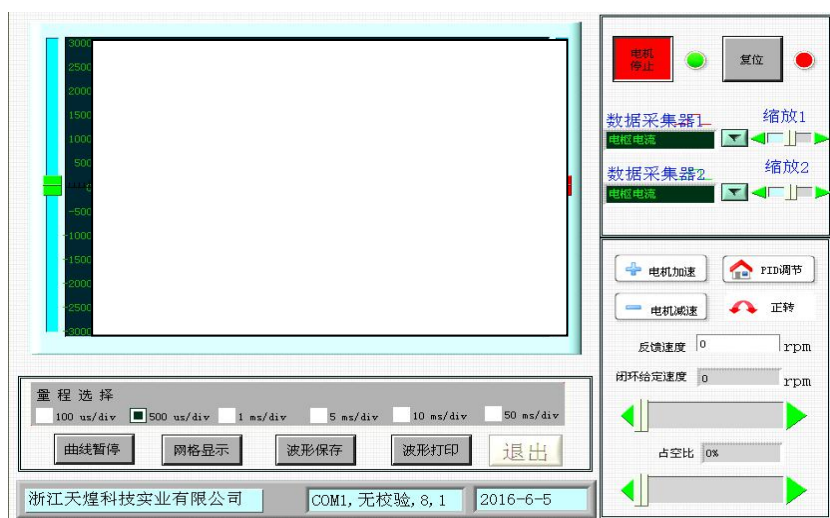 3000
2500
2000
1500
1000
500
0
-500
-1000
-1500
-2000
-2500
-3000
电机停止
复位
数据采集器1 缩放1
电枢电流
数据采集器2 缩放2
电枢电流
电机加速 PID调节
电机减速 正转
反馈速度 0 rpm
闭环给定速度 0 rpm
占空比 0%
量程选择
100 us/div 500 us/div 1 ms/div 5 ms/div 10 ms/div 50 ms/div
曲线暂停 网格显示 波形保存 波形打印 退出
浙江天煌科技实业有限公司 COM1,无校验,8,1 2016-6-5